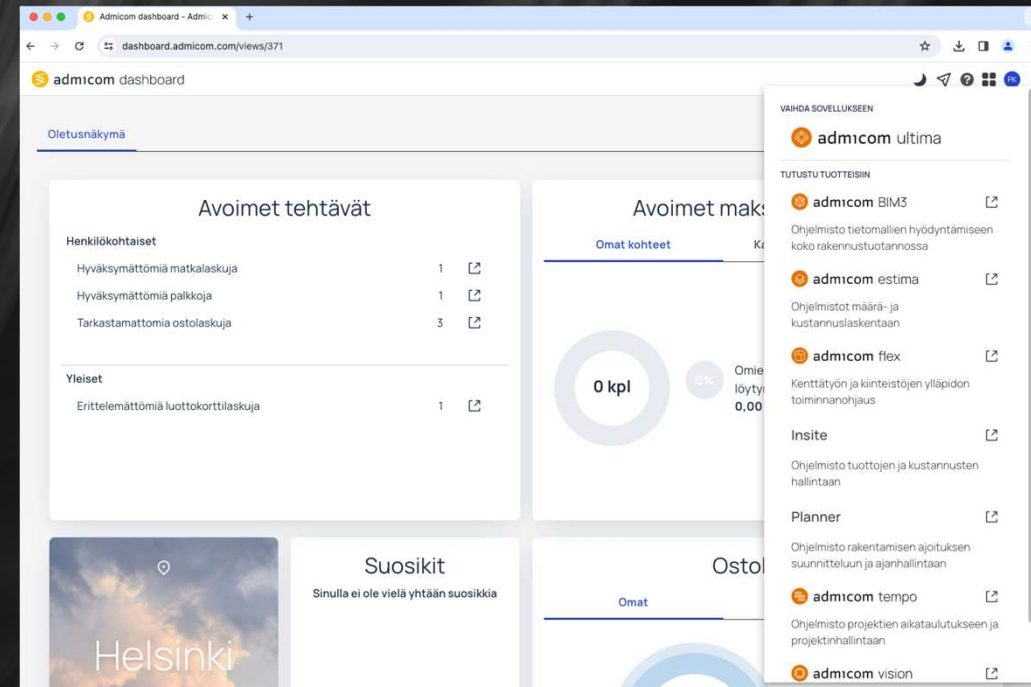 Admicom dashboard - Admic
dashboard.admicom.com/views/371
admicom dashboard
PK
Oletusnäkymä
Avoimet tehtävät
Henkilökohtaiset
Hyväksymättömiä matkalaskuja 1
Hyväksymättömiä palkkoja 1
Tarkastamattomia ostolaskuja 3
Yleiset
Erittelemättömiä luottokorttilaskuja 1
Avoimet maks
Omat kohteet Ka
0 kpl
0%
Omie
löyty
0,00
Helsinki
Suosikit
Sinulla ei ole vielä yhtään suosikkia
Ostol
Omat
VAIHDA SOVELLUKSEEN
admicom ultima
TUTUSTU TUOTTEISIIN
admicom BIM3
Ohjelmisto tietomallien hyödyntämiseen
koko rakennustuotannossa
admicom estima
Ohjelmistot määrä- ja
kustannuslaskentaan
admicom flex
Kenttätyön ja kiinteistöjen ylläpidon
toiminnanohjaus
Insite
Ohjelmisto tuottojen ja kustannusten
hallintaan
Planner
Ohjelmisto rakentamisen ajoituksen
suunnitteluun ja ajanhallintaan
admicom tempo
Ohjelmisto projektien aikataulutukseen ja
projektinhallintaan
admicom vision